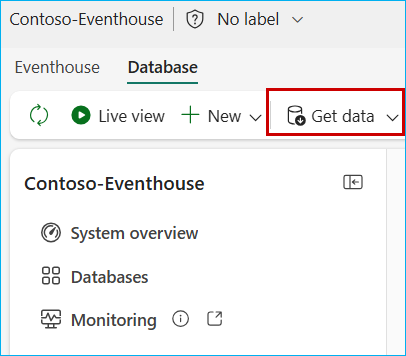 Contoso-Eventhouse No label
Eventhouse Database
Live view New Get data
Contoso-Eventhouse
System overview
Databases
Monitoring